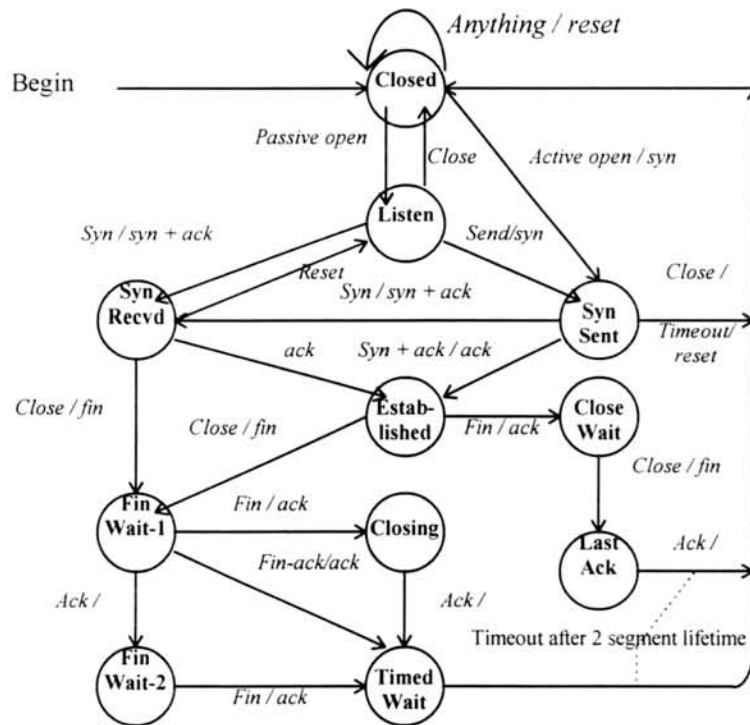 Anything / reset
Begin
Closed
Passive open
Close
Active open / syn
Listen
Syn / syn + ack
Send/syn
Reset
Close /
Syn
Recvd
Syn / syn + ack
Syn
Sent
Timeout/
reset
ack
Syn + ack / ack
Close / fin
Close / fin
Estab-
lished
Fin / ack
Close
Wait
Close / fin
Fin
Wait-1
Fin / ack
Closing
Last
Ack
Ack /
Fin-ack/ack
Ack /
Ack /
Timeout after 2 segment lifetime
Fin
Wait-2
Fin / ack
Timed
Wait